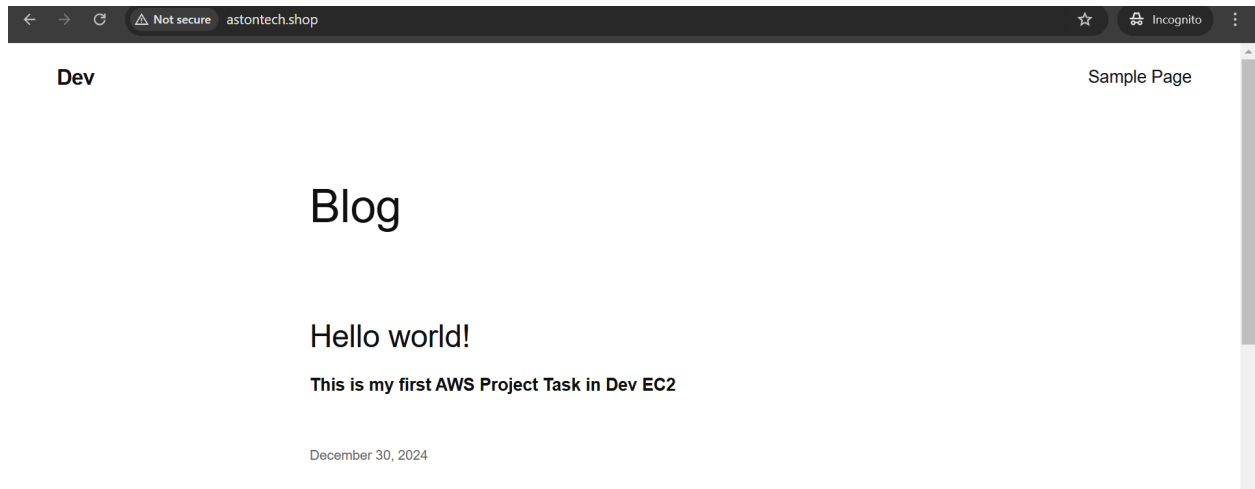 Not secure astontech.shop Incognito
Dev Sample Page
Blog
Hello world!
This is my first AWS Project Task in Dev EC2
December 30, 2024